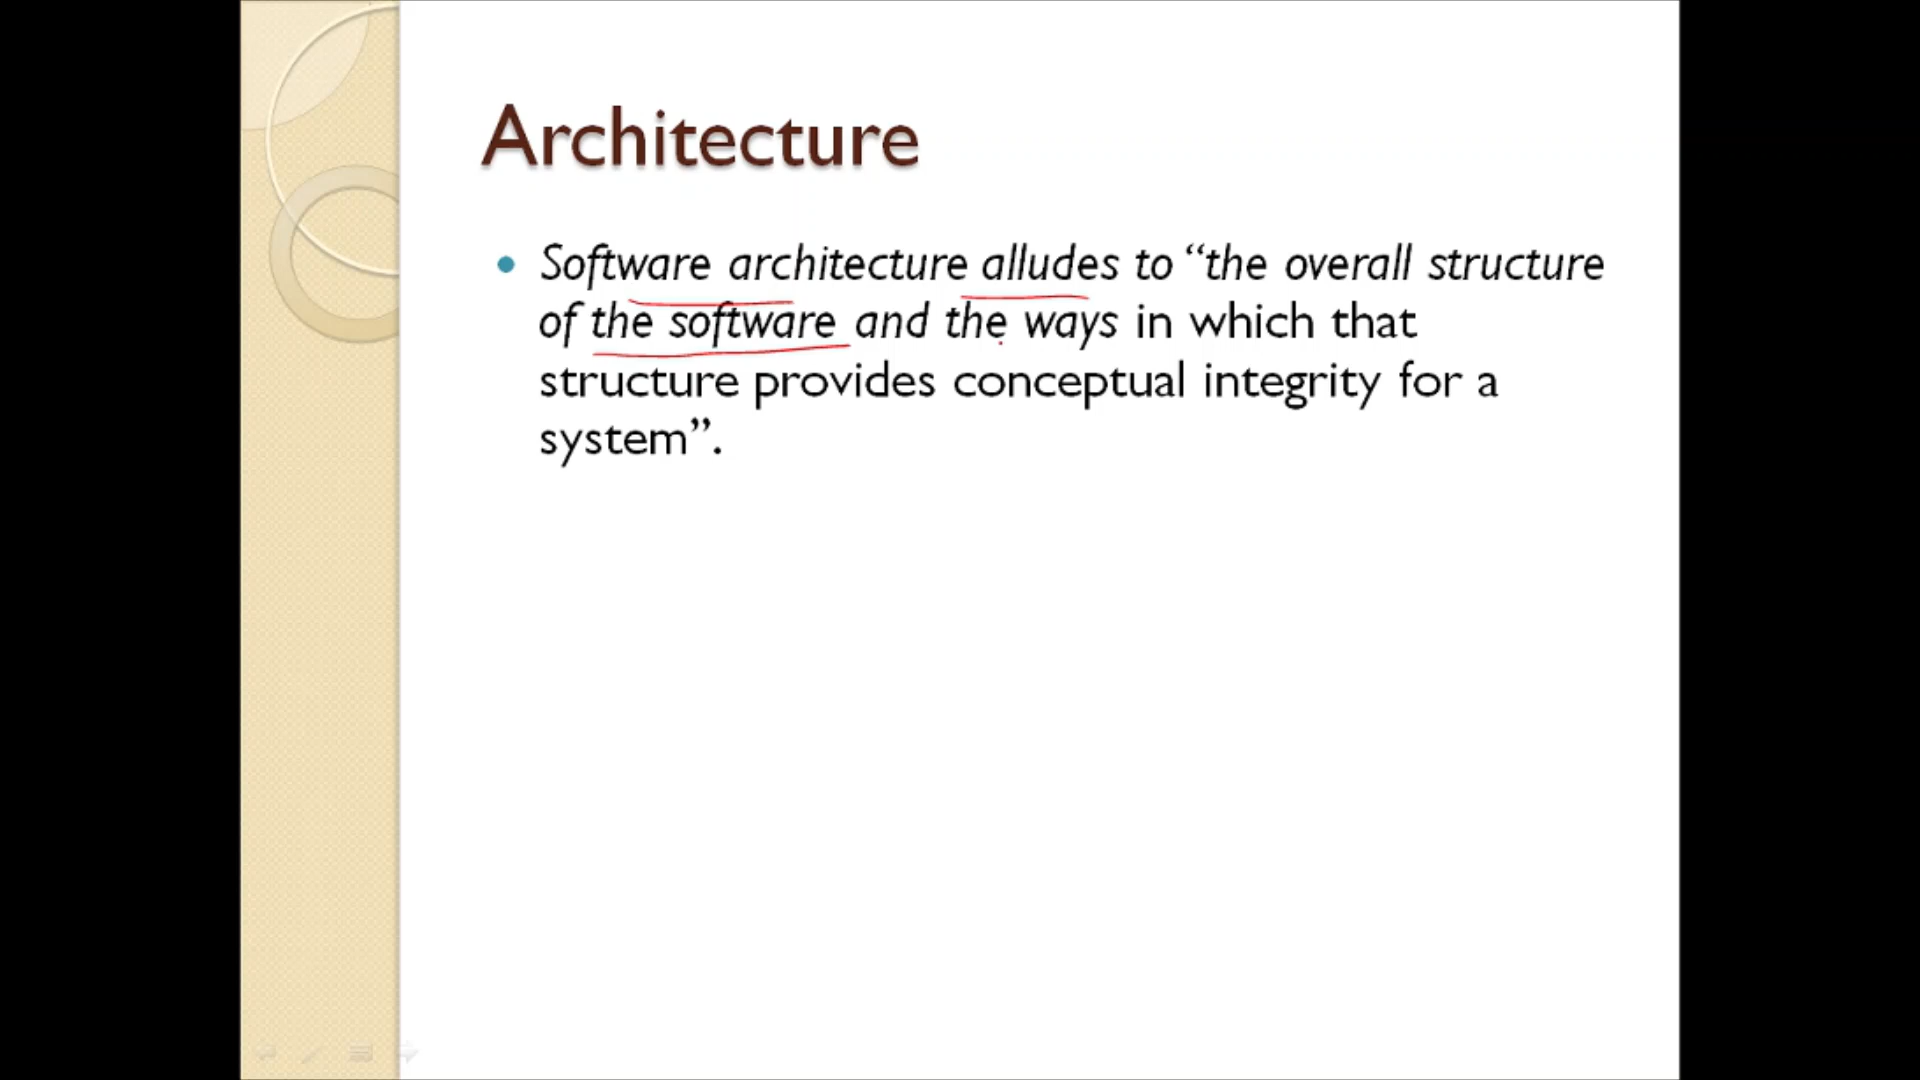 Architecture
• Software architecture alludes to “the overall structure
of the software and the ways in which that
structure provides conceptual integrity for a
system”.